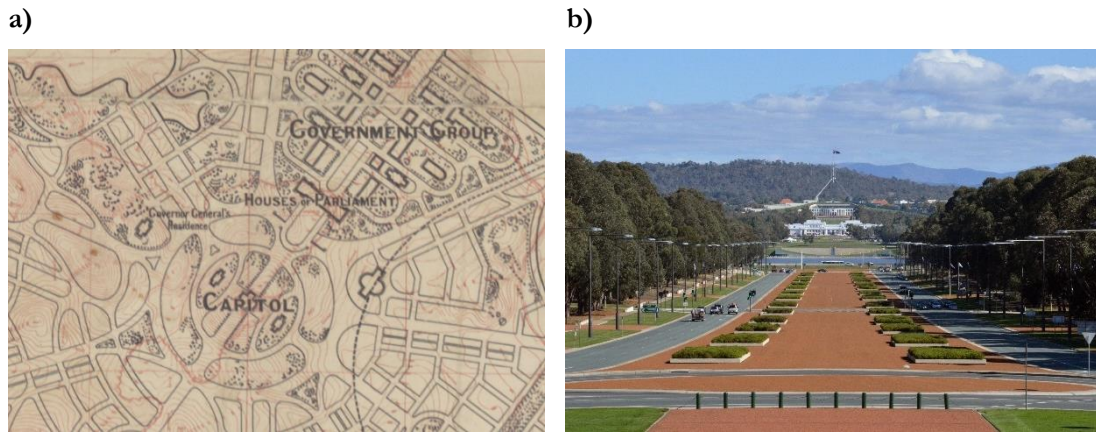 a)
b)
GOVERNMENT GROUP
HOUSES OF PARLIAMENT
Governor General's
Residence
CAPITOL